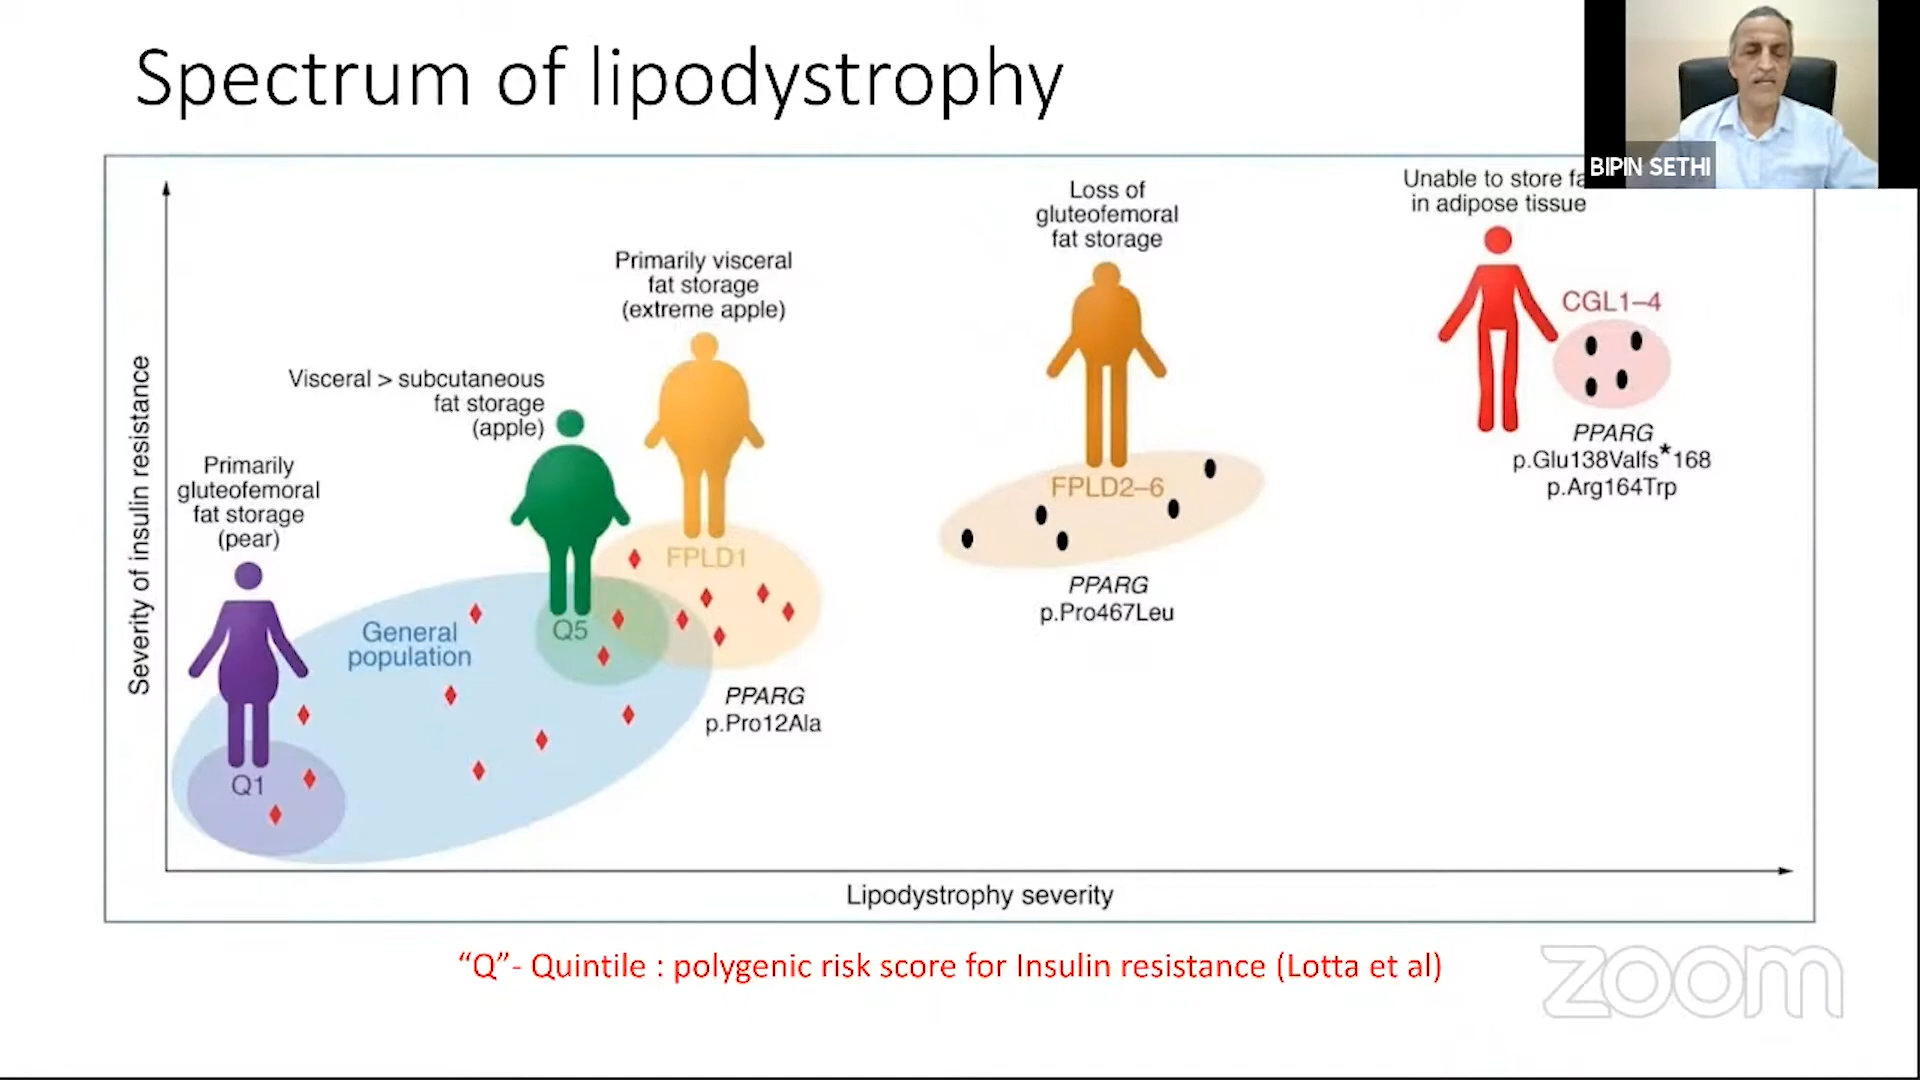 Spectrum of lipodystrophy
BIPIN SETHI
Severity of insulin resistance
Primarily
gluteofemoral
fat storage
(pear)
Q1
General
population
Visceral > subcutaneous
fat storage
(apple)
Q5
Primarily visceral
fat storage
(extreme apple)
FPLD1
PPARG
p.Pro12Ala
Loss of
gluteofemoral
fat storage
FPLD2–6
PPARG
p.Pro467Leu
Unable to store
in adipose tissue
CGL1–4
PPARG
p.Glu138Valfs*168
p.Arg164Trp
Lipodystrophy severity
“Q”- Quintile : polygenic risk score for Insulin resistance (Lotta et al)
zoom